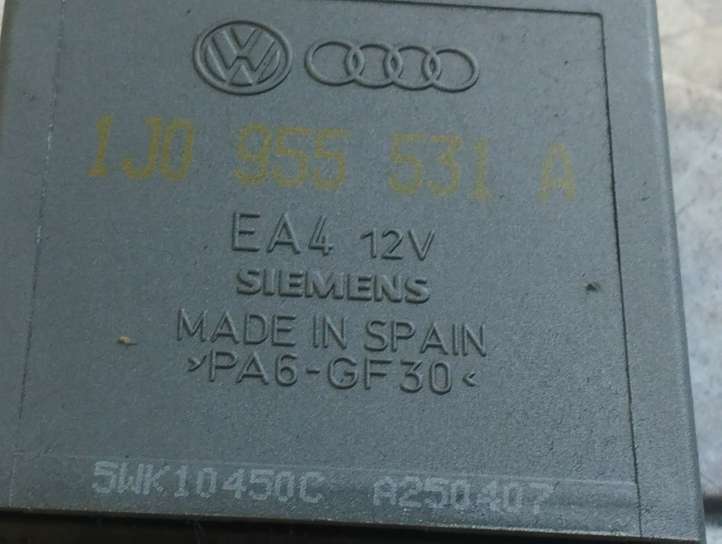 1J0 955 531 A
EA4 12V
SIEMENS
MADE IN SPAIN
>PA6-GF30<
5WK10450C A250407